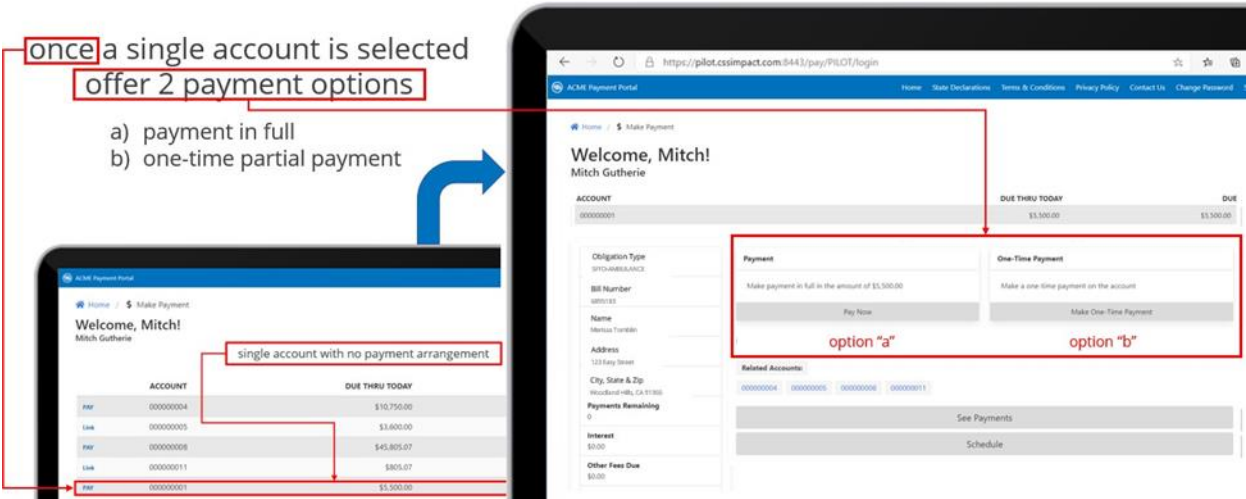 once a single account is selected
offer 2 payment options
a) payment in full
b) one-time partial payment
ACME Payment Portal
Home / $ Make Payment
Welcome, Mitch!
Mitch Gutherie
single account with no payment arrangement
ACCOUNT DUE THRU TODAY
PAY 000000004 $10,750.00
Link 000000005 $3,600.00
PAY 000000008 $45,805.07
Link 000000011 $805.07
PAY 000000001 $5,500.00
https://pilot.cssimpact.com:8443/pay/PILOT/login
ACME Payment Portal Home State Declarations Terms & Conditions Privacy Policy Contact Us Change Password
Home / $ Make Payment
Welcome, Mitch!
Mitch Gutherie
ACCOUNT DUE THRU TODAY DUE
000000001 $5,500.00 $5,500.00
Obligation Type
Bill Number
Name
Address
123 Easy Street
City, State & Zip
Woodland Hills, CA
Payments Remaining
0
Interest
$0.00
Other Fees Due
$0.00
Payment
Make payment in full in the amount of $5,500.00
Pay Now
option "a"
One-Time Payment
Make a one-time payment on the account
Make One-Time Payment
option "b"
Related Accounts:
000000004 000000005 000000008 000000011
See Payments
Schedule